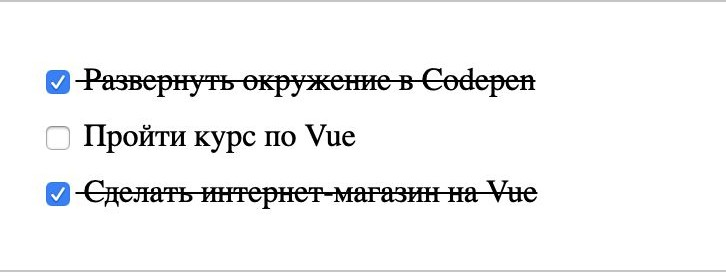 Развернуть окружение в Codepen
Пройти курс по Vue
Сделать интернет-магазин на Vue